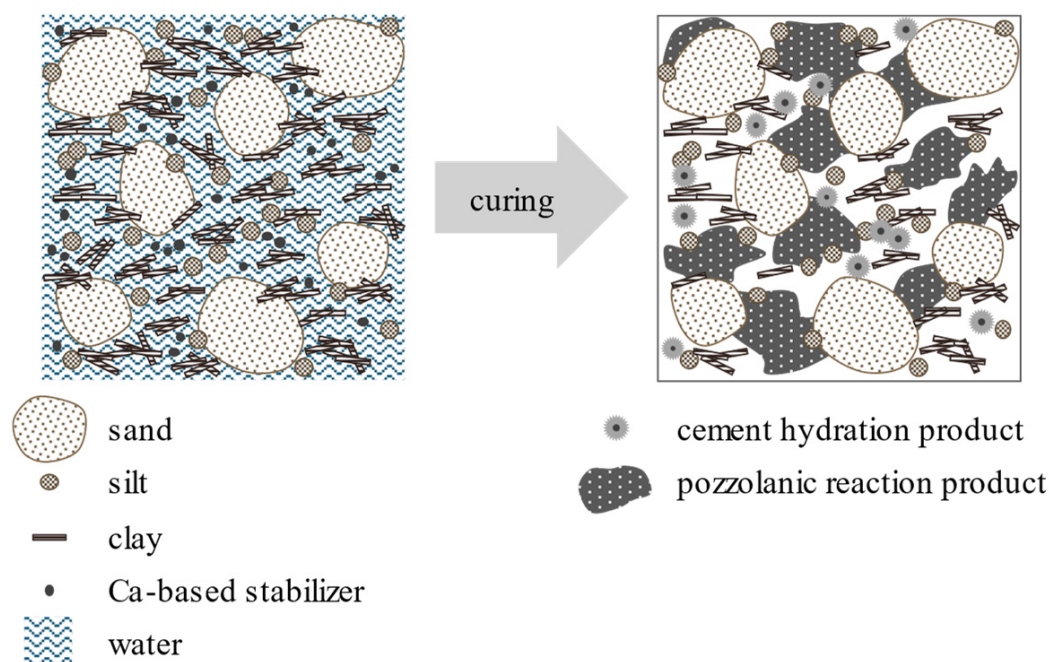 curing
sand
silt
clay
Ca-based stabilizer
water
cement hydration product
pozzolanic reaction product